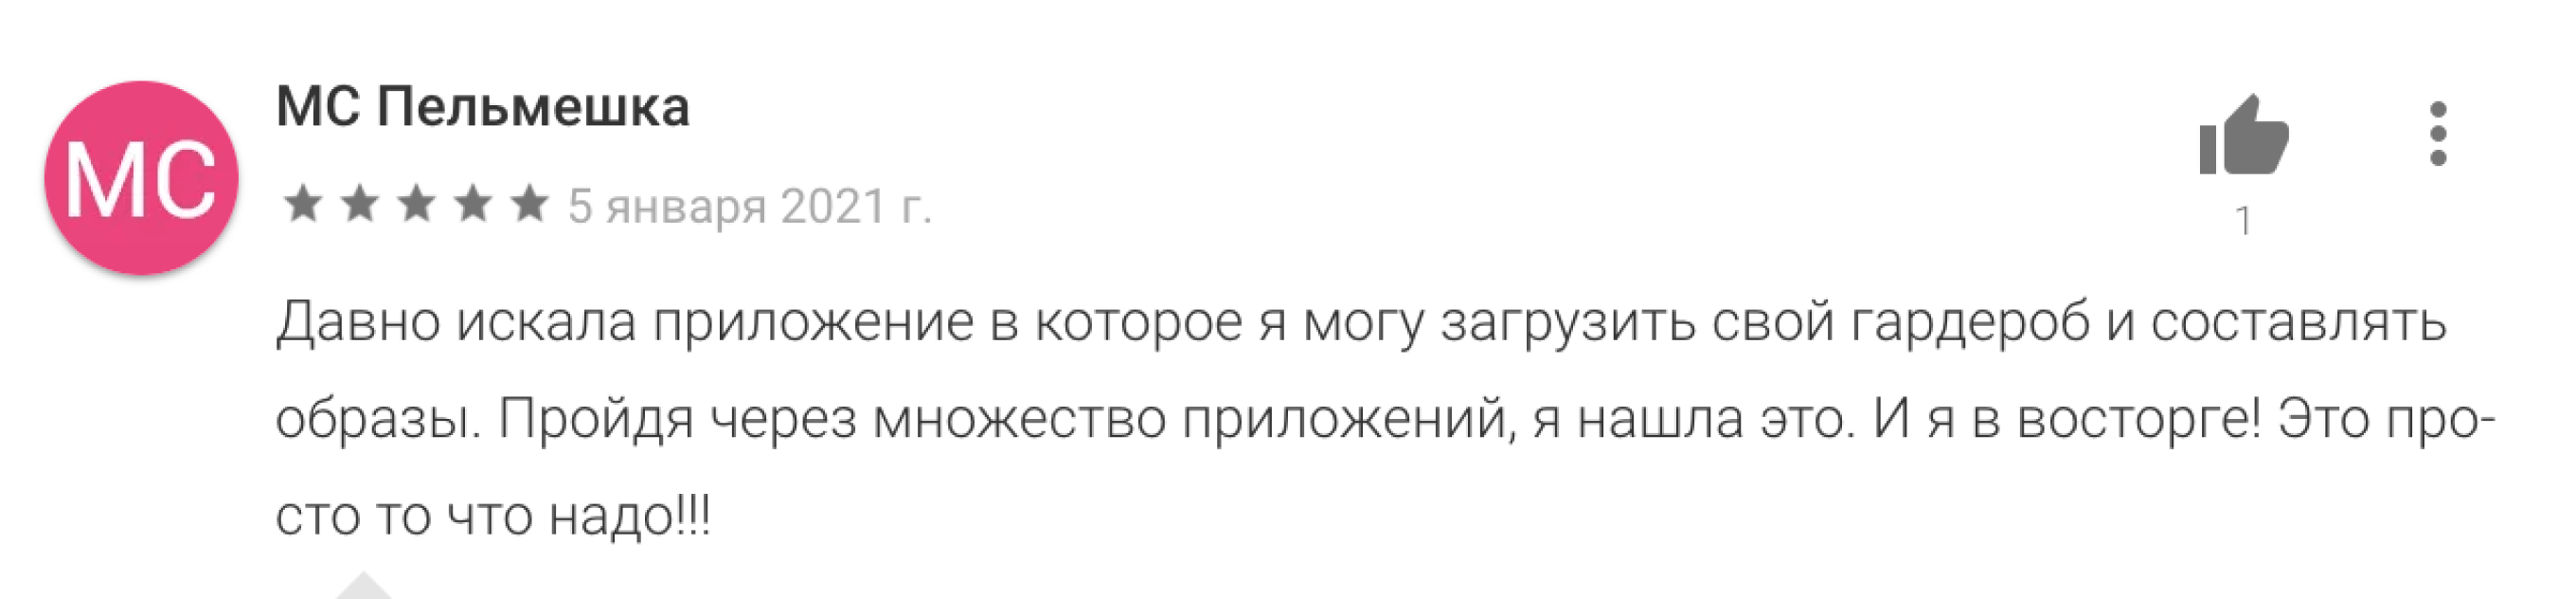 МС Пельмешка
МС
★★★★★ 5 января 2021 г.
1
Давно искала приложение в которое я могу загрузить свой гардероб и составлять
образы. Пройдя через множество приложений, я нашла это. И я в восторге! Это про-
сто то что надо!!!